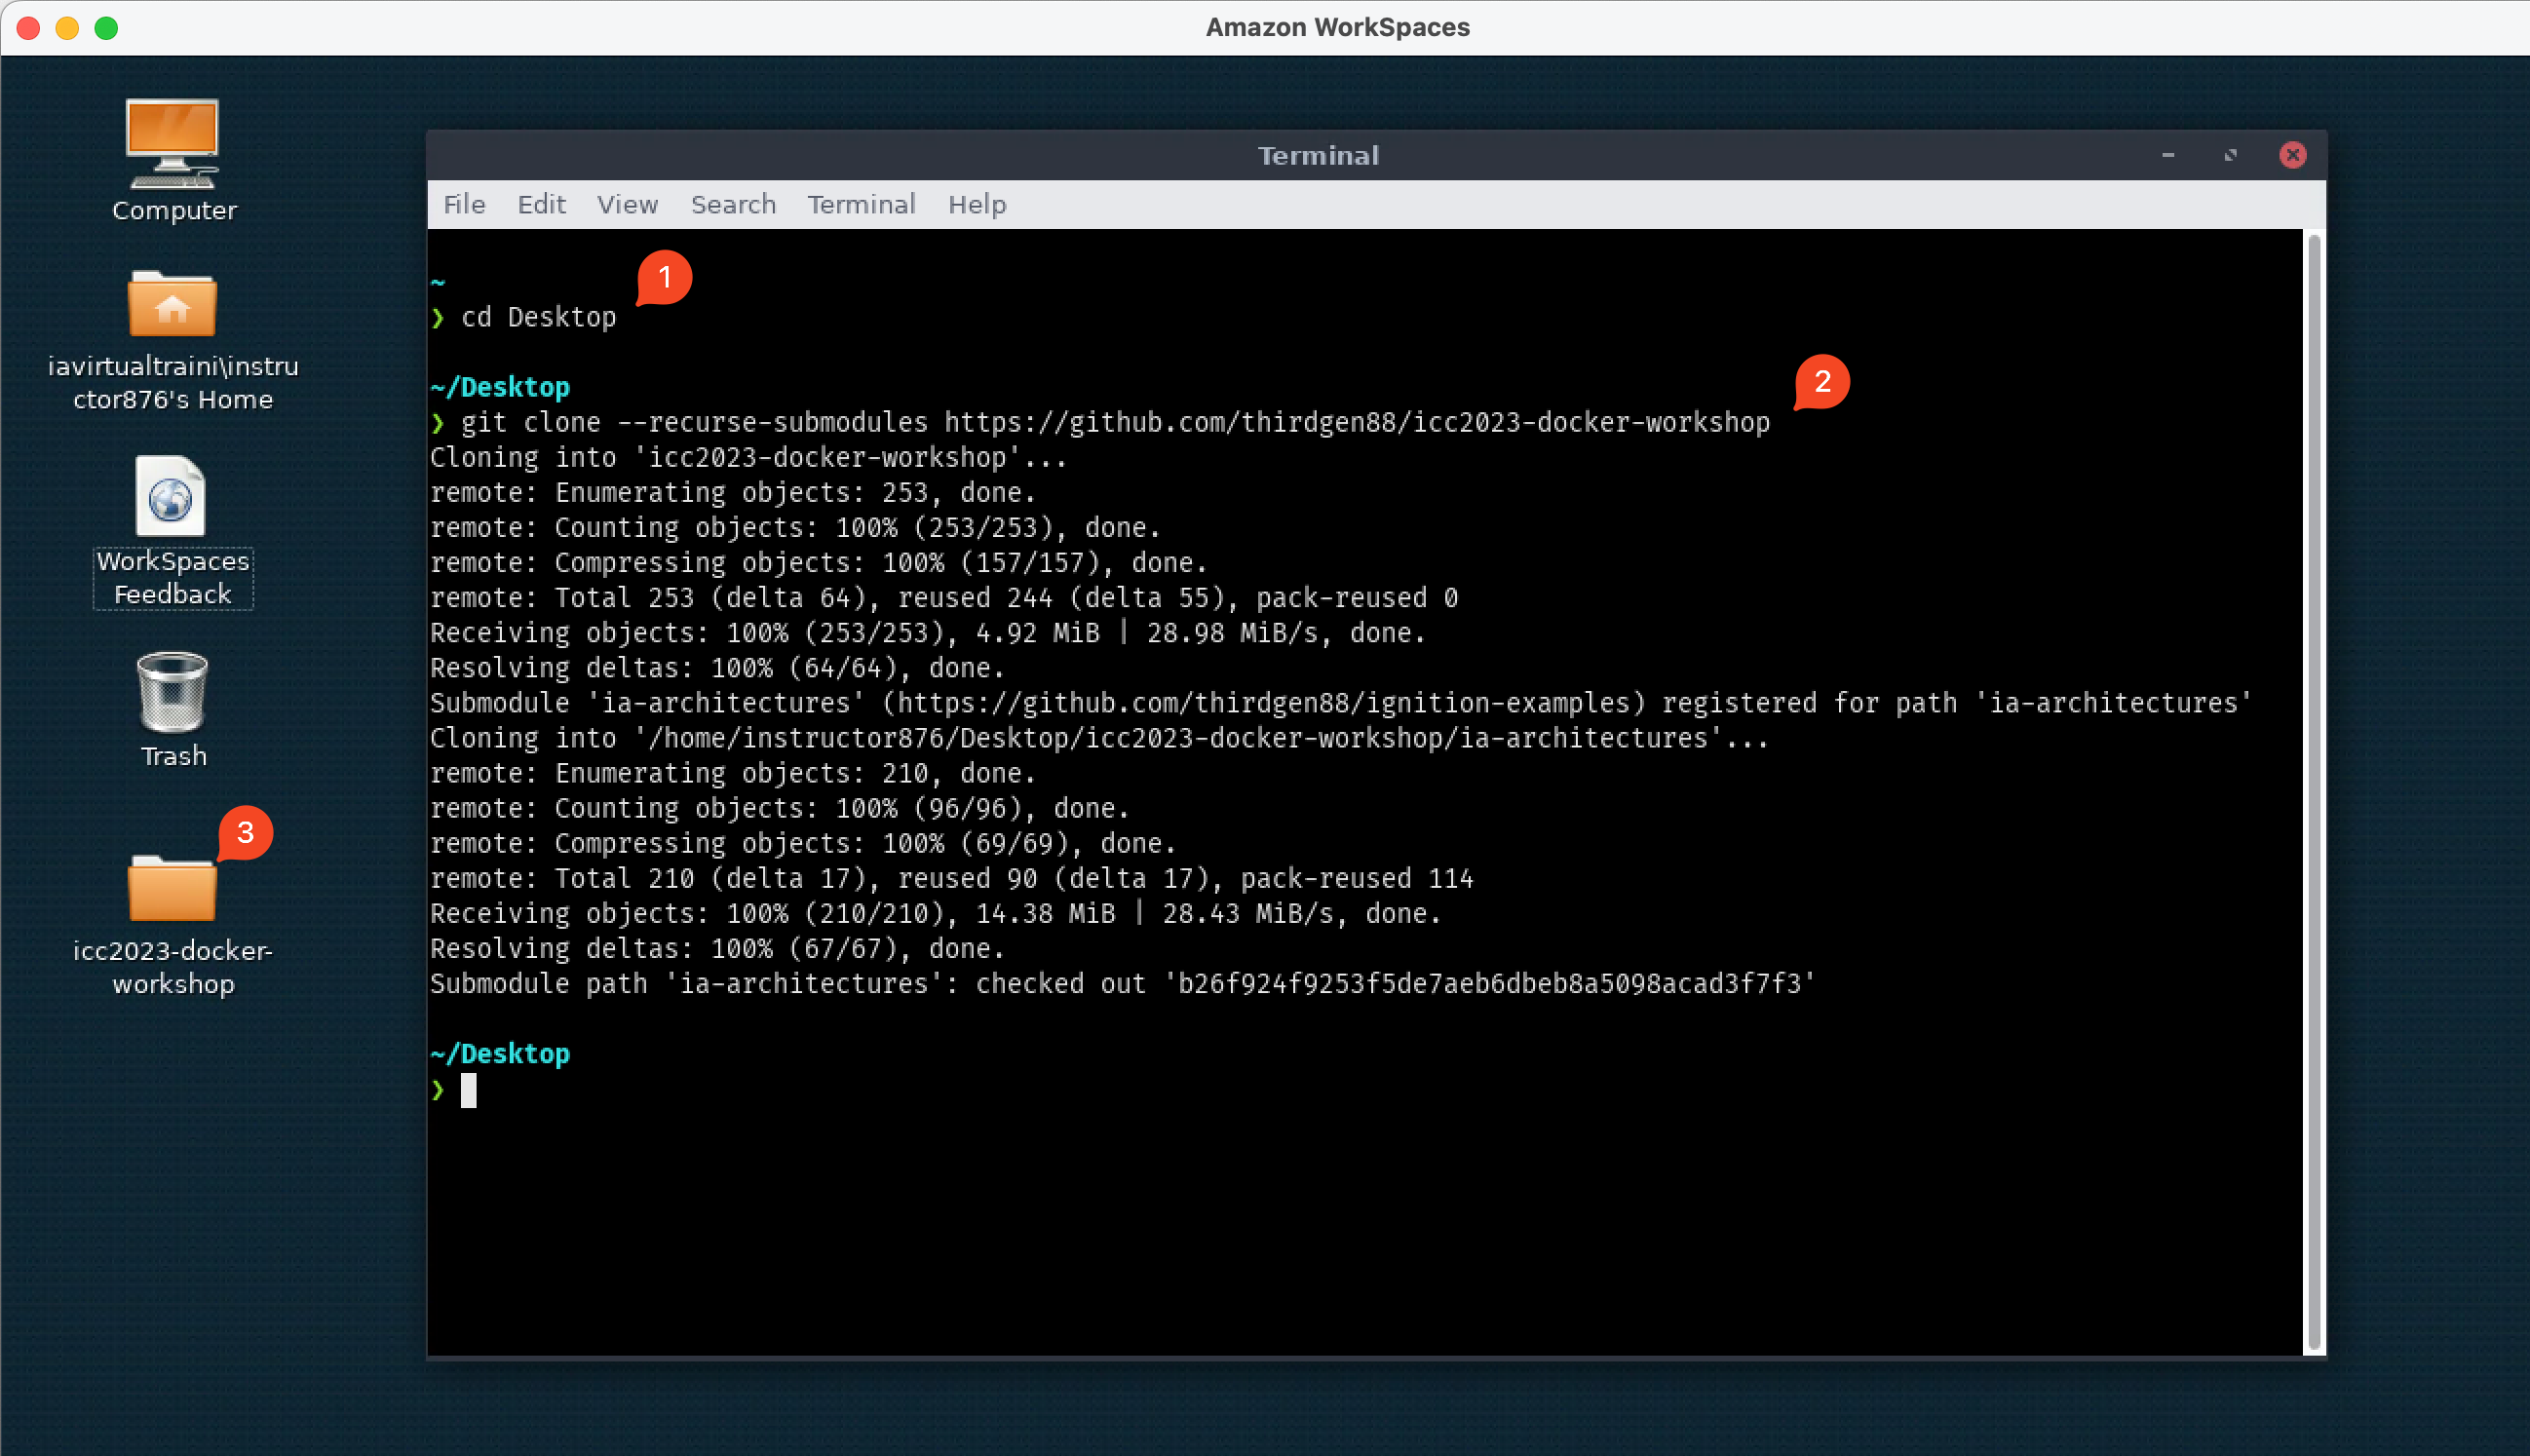 Amazon WorkSpaces
Computer
iavirtualtraini\instru
ctor876's Home
WorkSpaces
Feedback
Trash
3
icc2023-docker-
workshop
Terminal
File Edit View Search Terminal Help
1
~
❯ cd Desktop
~/Desktop
2
❯ git clone --recurse-submodules https://github.com/thirdgen88/icc2023-docker-workshop
Cloning into 'icc2023-docker-workshop'...
remote: Enumerating objects: 253, done.
remote: Counting objects: 100% (253/253), done.
remote: Compressing objects: 100% (157/157), done.
remote: Total 253 (delta 64), reused 244 (delta 55), pack-reused 0
Receiving objects: 100% (253/253), 4.92 MiB | 28.98 MiB/s, done.
Resolving deltas: 100% (64/64), done.
Submodule 'ia-architectures' (https://github.com/thirdgen88/ignition-examples) registered for path 'ia-architectures'
Cloning into '/home/instructor876/Desktop/icc2023-docker-workshop/ia-architectures'...
remote: Enumerating objects: 210, done.
remote: Counting objects: 100% (96/96), done.
remote: Compressing objects: 100% (69/69), done.
remote: Total 210 (delta 17), reused 90 (delta 17), pack-reused 114
Receiving objects: 100% (210/210), 14.38 MiB | 28.43 MiB/s, done.
Resolving deltas: 100% (67/67), done.
Submodule path 'ia-architectures': checked out 'b26f924f9253f5de7aeb6dbeb8a5098acad3f7f3'
~/Desktop
❯